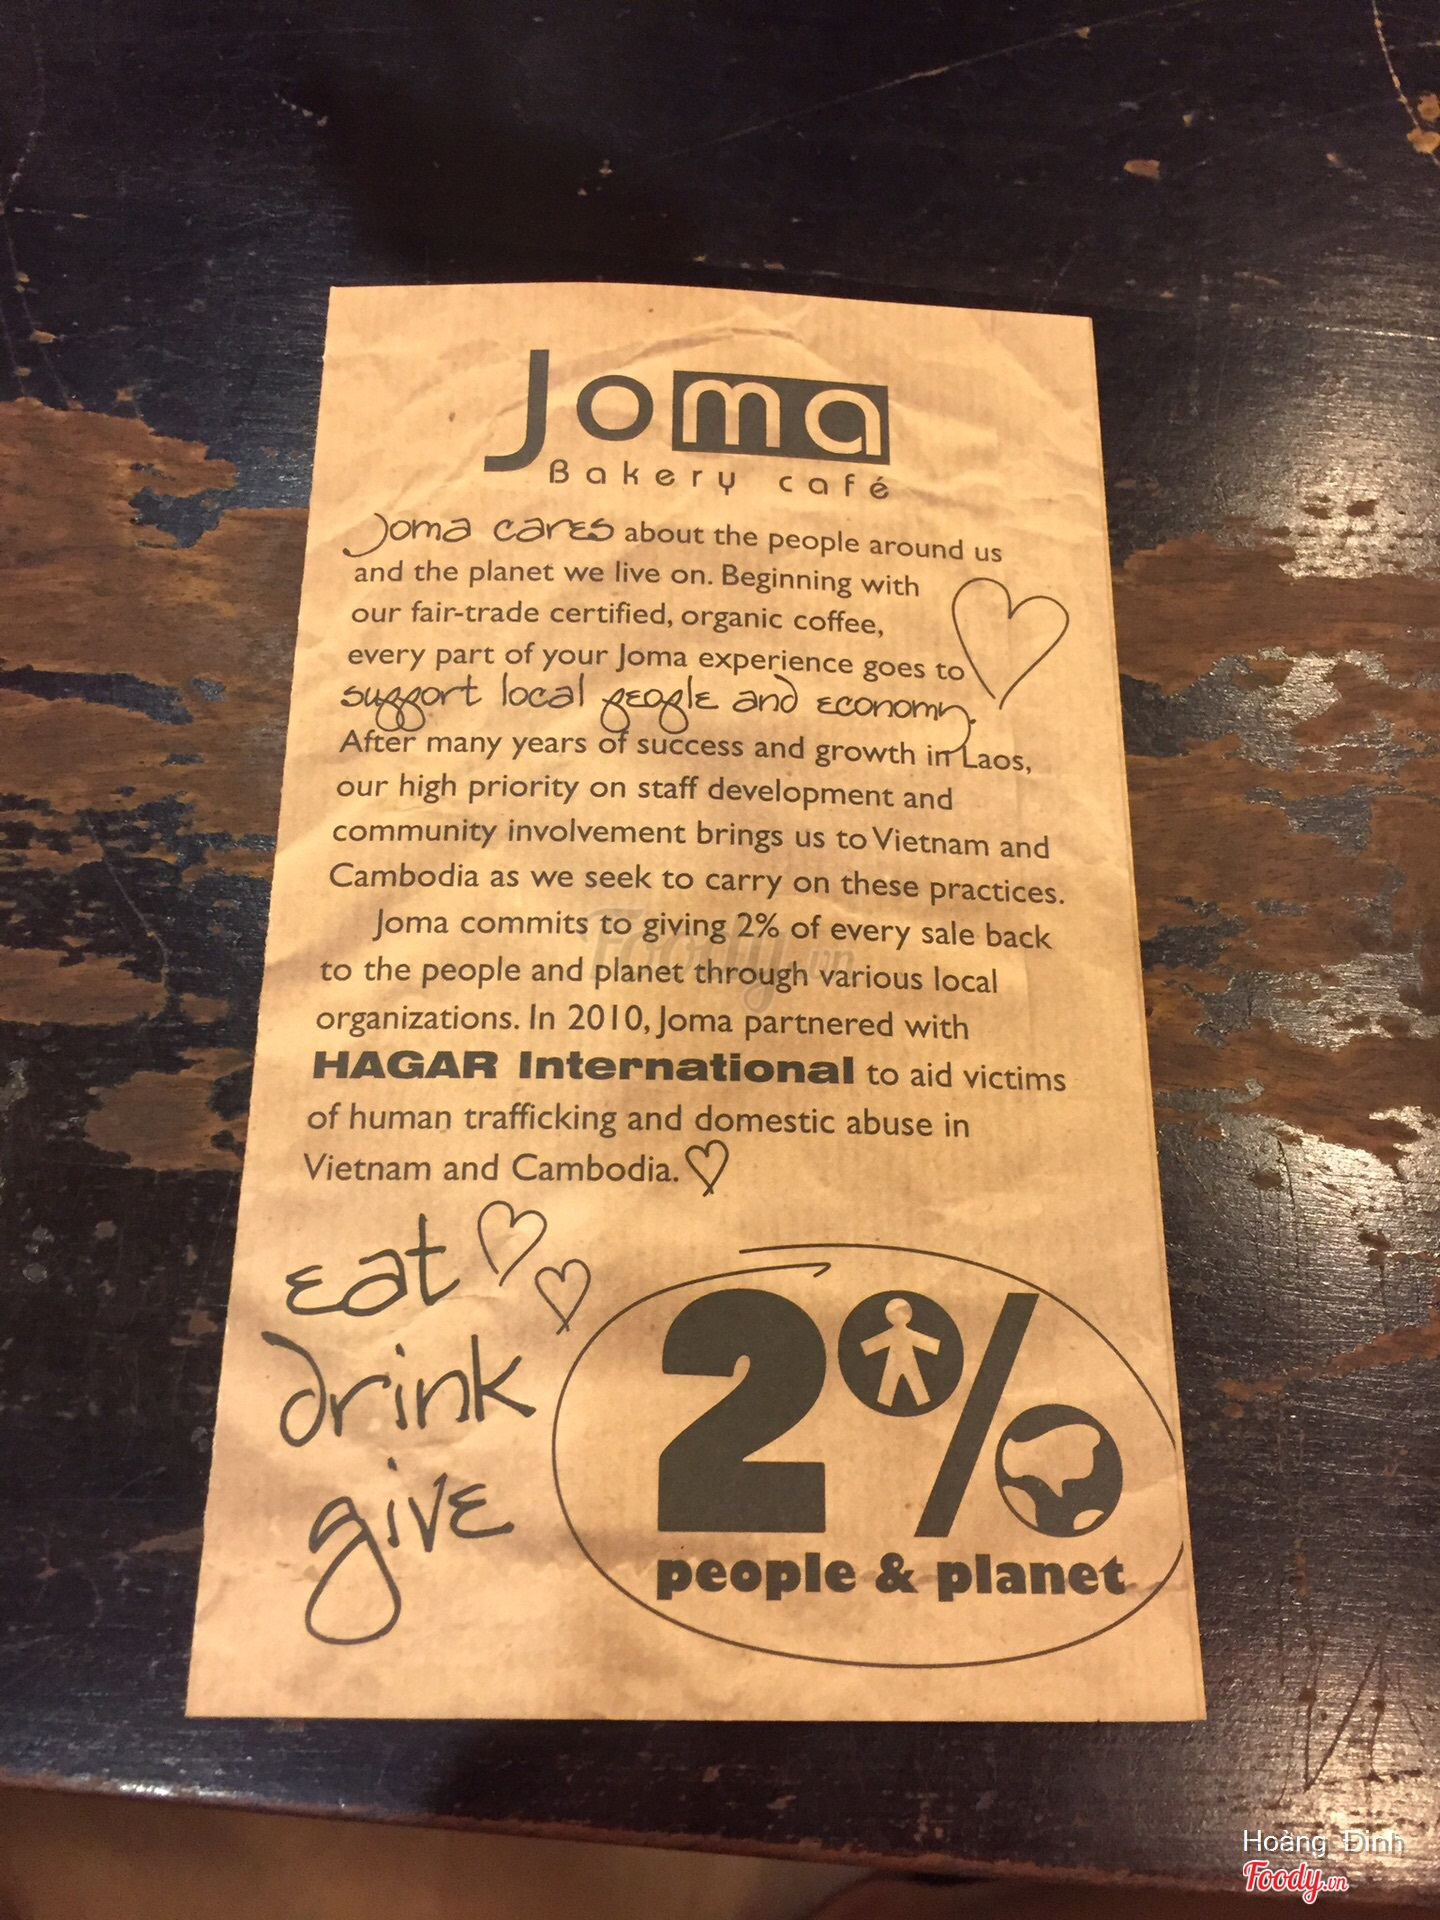 Joma
Bakery café
Joma cares about the people around us
and the planet we live on. Beginning with
our fair-trade certified, organic coffee,
every part of your Joma experience goes to
support local people and economy.
After many years of success and growth in Laos,
our high priority on staff development and
community involvement brings us to Vietnam and
Cambodia as we seek to carry on these practices.
Joma commits to giving 2% of every sale back
to the people and planet through various local
organizations. In 2010, Joma partnered with
HAGAR International to aid victims
of human trafficking and domestic abuse in
Vietnam and Cambodia.
eat
drink
give
2%
people & planet
Foody.vn
Hoàng Đinh
Foody.vn